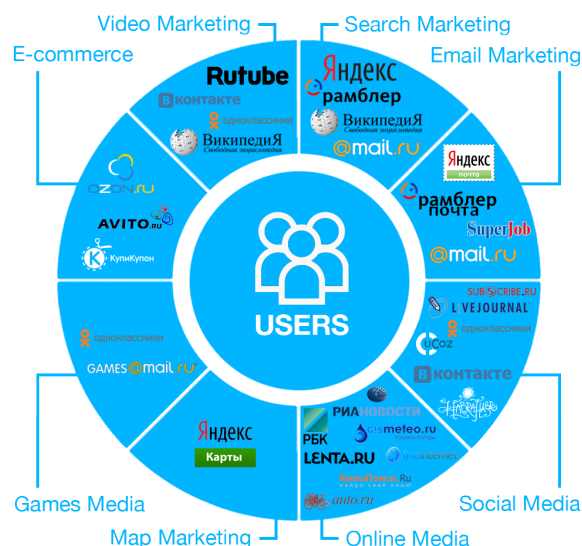 Video Marketing
Search Marketing
E-commerce
Email Marketing
Rutube
Вконтакте
одноклассники
ВикипедиЯ
Свободная энциклопедия
Яндекс
рамблер
ВикипедиЯ
Свободная энциклопедия
@mail.ru
Яндекс
почта
рамблер
почта
SuperJob
@mail.ru
OZON.RU
AVITO.RU
К
КупиКупон
USERS
SUBSCRIBE.RU
LIVEJOURNAL
одноклассники
uCoz
Вконтакте
одноклассники
GAMES@mail.ru
Яндекс
Карты
РИАНОВОСТИ
РБК
GISmeteo.ru
LENTA.RU
КиноПоиск.Ru
auto.ru
Games Media
Social Media
Map Marketing
Online Media